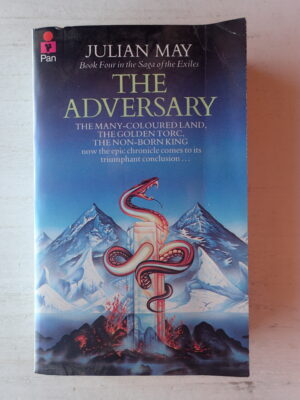 Pan
JULIAN MAY
Book Four in the Saga of the Exiles
THE
ADVERSARY
THE MANY-COLOURED LAND,
THE GOLDEN TORC,
THE NON-BORN KING
now the epic chronicle comes to its
triumphant conclusion . . .